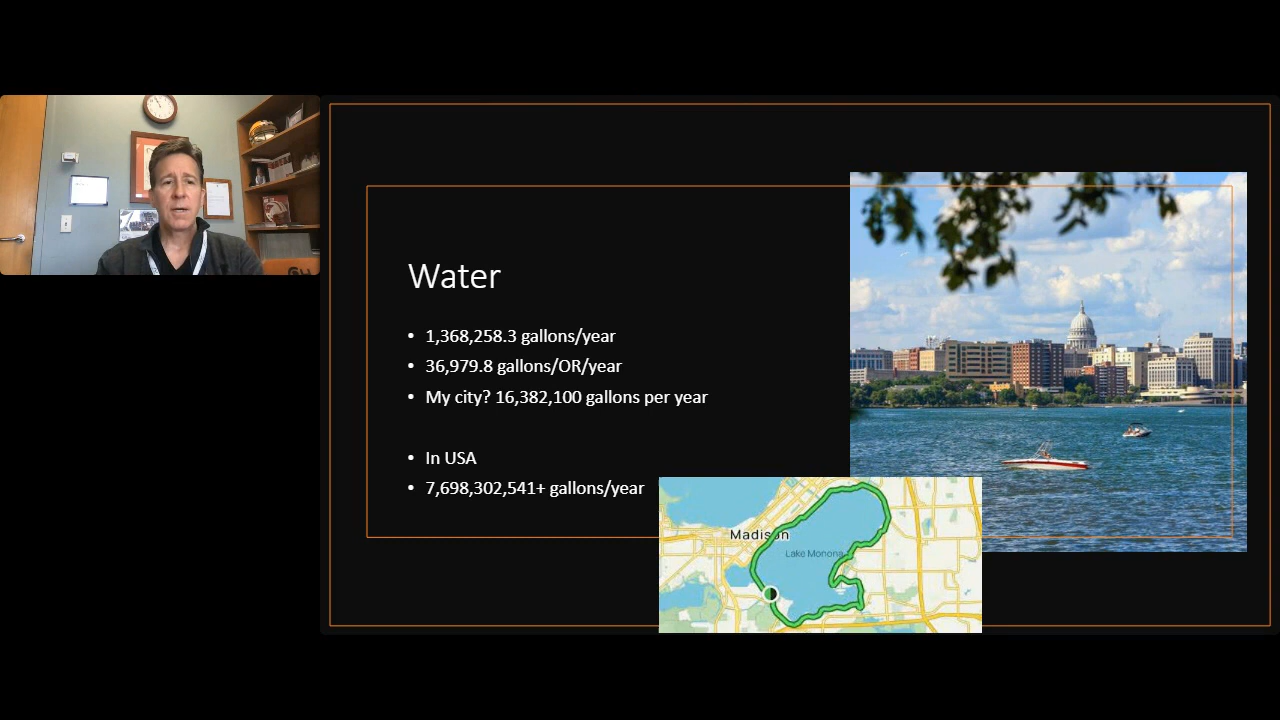 Water
• 1,368,258.3 gallons/year
• 36,979.8 gallons/OR/year
• My city? 16,382,100 gallons per year
• In USA
• 7,698,302,541+ gallons/year
Madison
Lake Monona